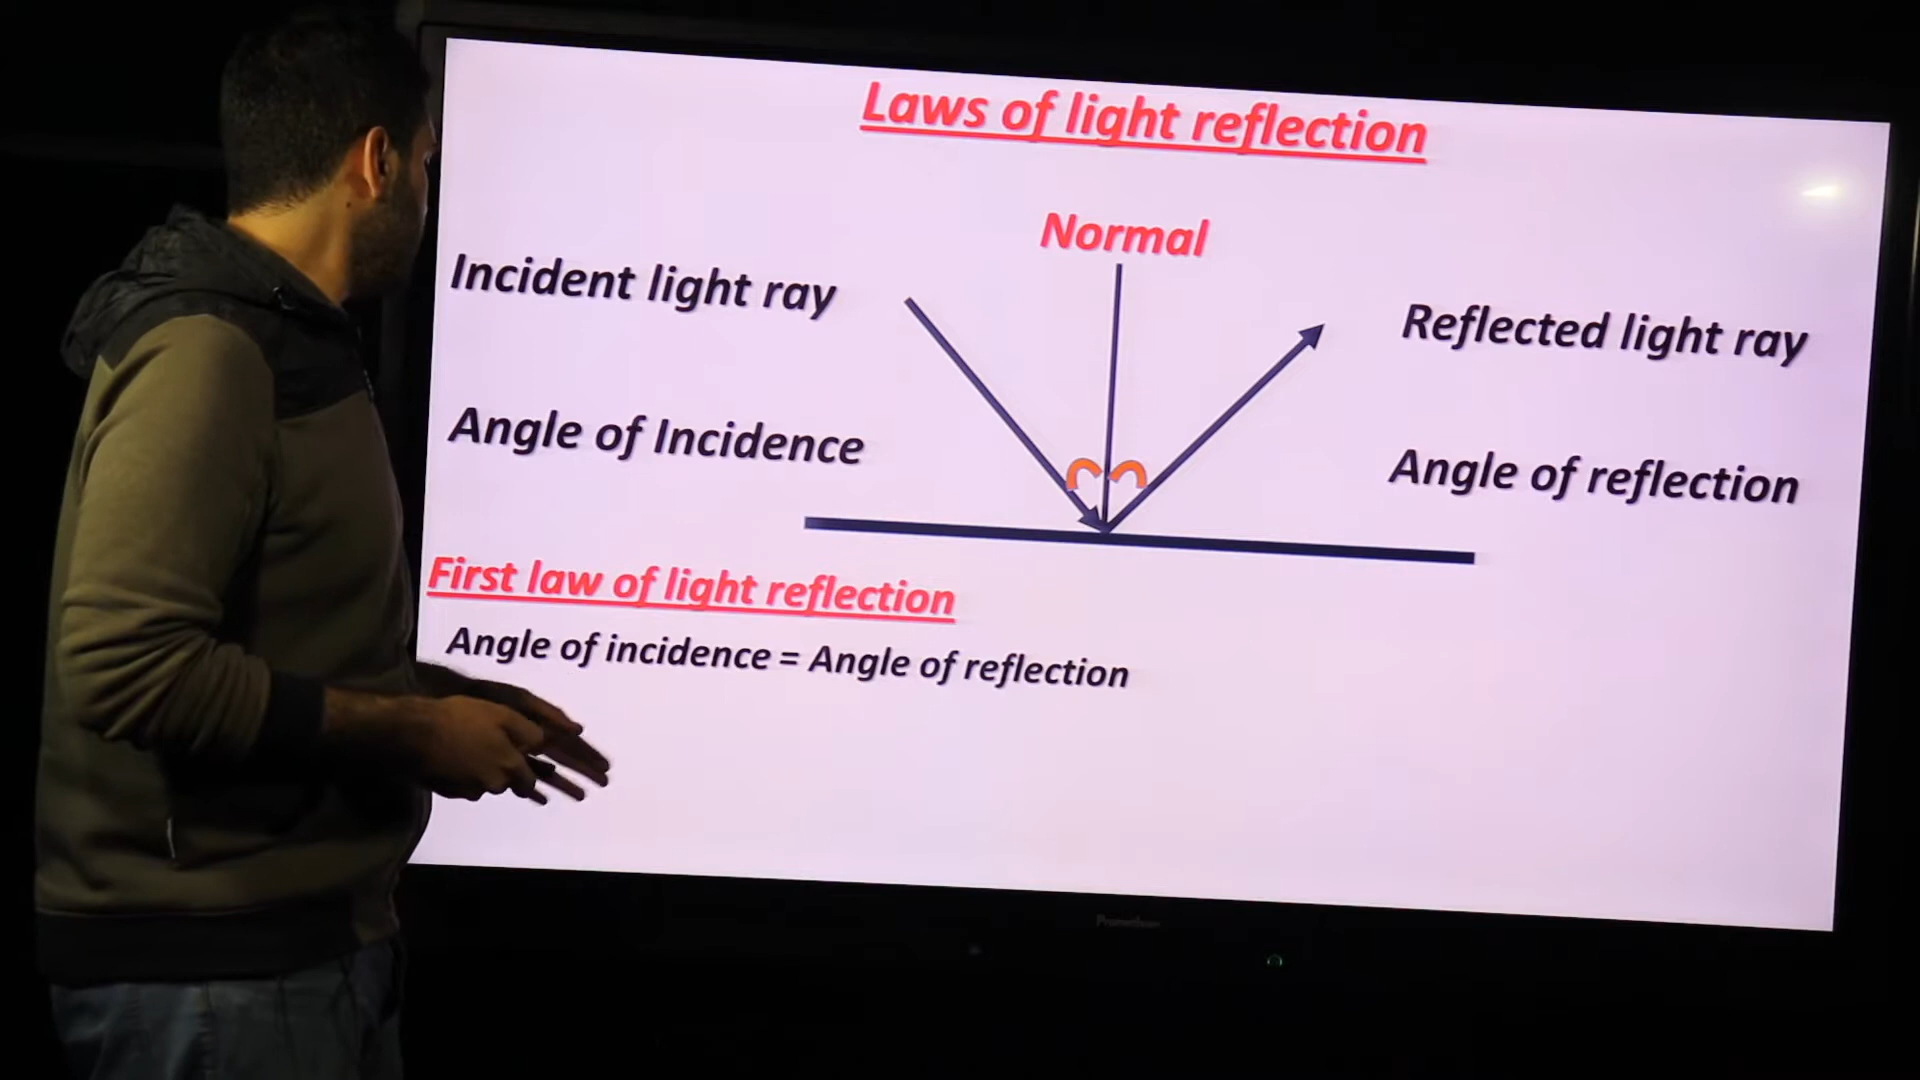 Laws of light reflection
Normal
Incident light ray
Reflected light ray
Angle of Incidence
Angle of reflection
First law of light reflection
Angle of incidence = Angle of reflection
Promethean